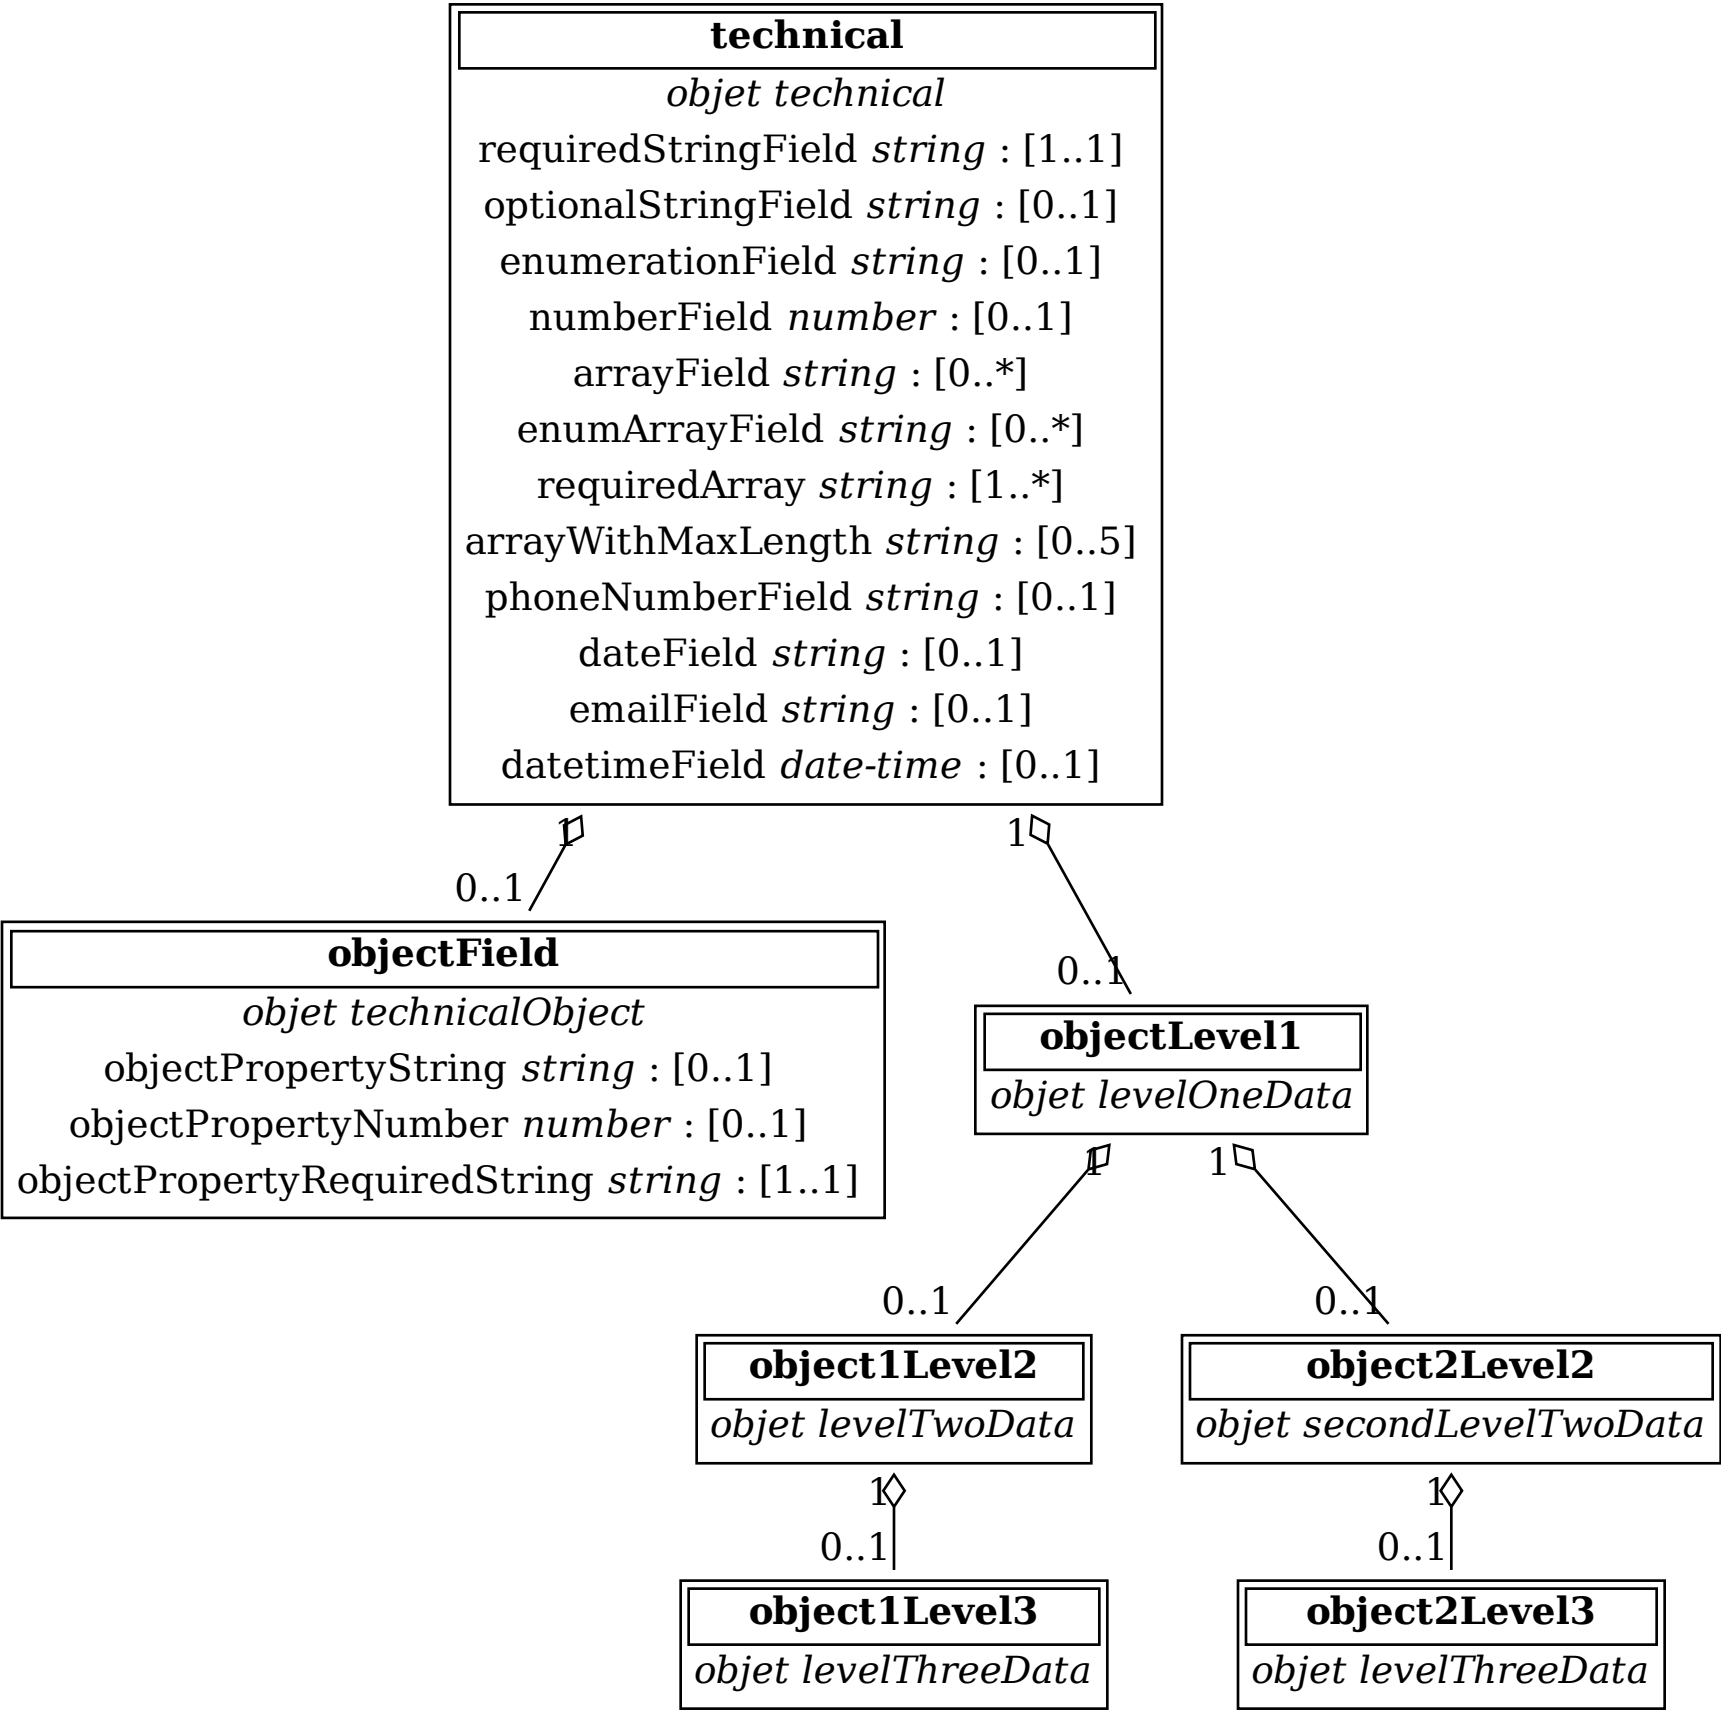 technical
objet technical
requiredStringField string : [1..1]
optionalStringField string : [0..1]
enumerationField string : [0..1]
numberField number : [0..1]
arrayField string : [0..*]
enumArrayField string : [0..*]
requiredArray string : [1..*]
arrayWithMaxLength string : [0..5]
phoneNumberField string : [0..1]
dateField string : [0..1]
emailField string : [0..1]
datetimeField date-time : [0..1]
1
1
0..1
objectField
objet technicalObject
objectPropertyString string : [0..1]
objectPropertyNumber number : [0..1]
objectPropertyRequiredString string : [1..1]
0..1
objectLevel1
objet levelOneData
1
1
0..1
0..1
object1Level2
objet levelTwoData
object2Level2
objet secondLevelTwoData
1
1
0..1
0..1
object1Level3
objet levelThreeData
object2Level3
objet levelThreeData